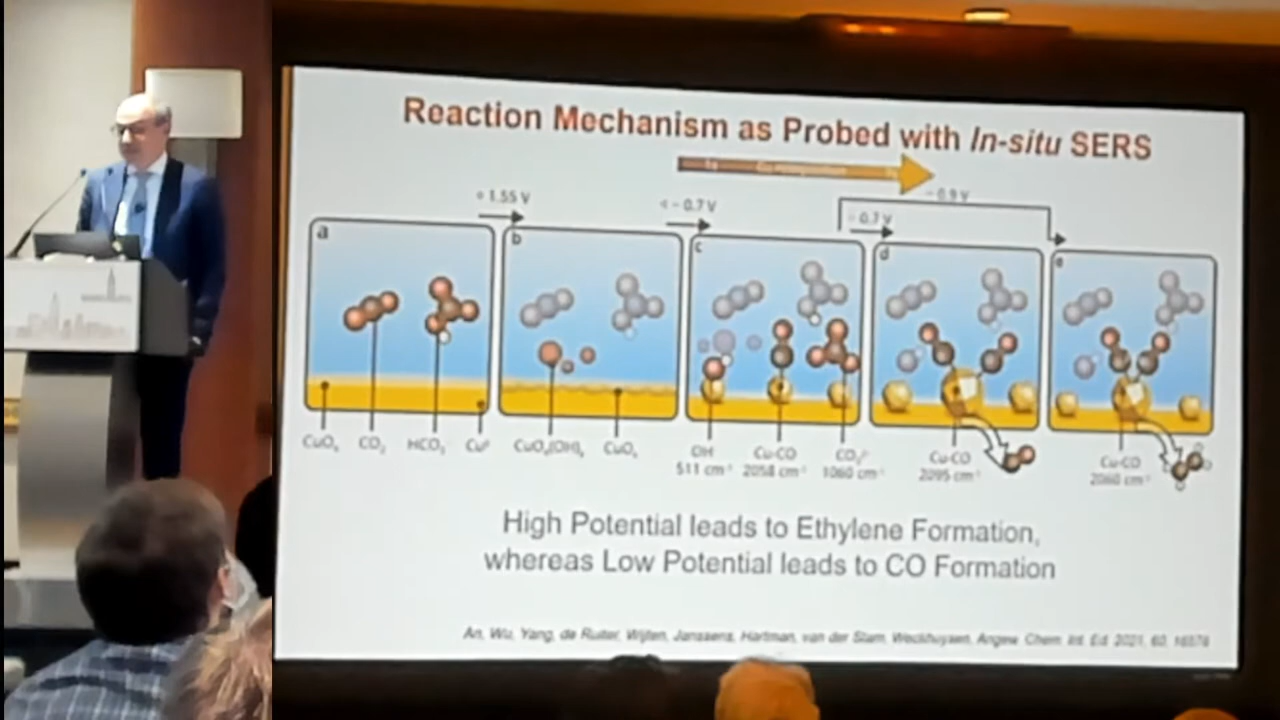 Reaction Mechanism as Probed with In-situ SERS
+ 1.55 V
< - 0.7 V
- 0.7 V
- 0.9 V
a
b
c
d
e
CuOₓ
CO₂
HCO₃⁻
CuOₓ(OH)ᵧ
CuOₓ
OH
511 cm⁻¹
Cu-CO
2058 cm⁻¹
CO₃²⁻
1060 cm⁻¹
Cu-CO
2095 cm⁻¹
Cu-CO
2060 cm⁻¹
High Potential leads to Ethylene Formation,
whereas Low Potential leads to CO Formation
An, Wu, Yang, de Ruiter, Wijten, Janssens, Hartman, van der Stam, Weckhuysen, Angew. Chem. Int. Ed. 2021, 60, 16576